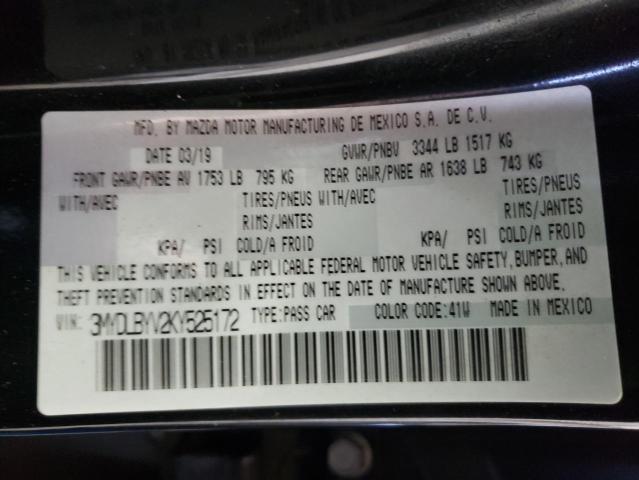 MFD. BY MAZDA MOTOR MANUFACTURING DE MEXICO S.A. DE C.V.
DATE 03/19 GVWR/PNBV 3344 LB 1517 KG
FRONT GAWR/PNBE AV 1753 LB 795 KG REAR GAWR/PNBE AR 1638 LB 743 KG
WITH/AVEC TIRES/PNEUS WITH/AVEC TIRES/PNEUS
RIMS/JANTES RIMS/JANTES
KPA/ PSI COLD/A FROID KPA/ PSI COLD/A FROID
THIS VEHICLE CONFORMS TO ALL APPLICABLE FEDERAL MOTOR VEHICLE SAFETY, BUMPER, AND
THEFT PREVENTION STANDARDS IN EFFECT ON THE DATE OF MANUFACTURE SHOWN ABOVE.
VIN: 3MYDLBYV2KY525172 TYPE:PASS CAR COLOR CODE:41W MADE IN MEXICO